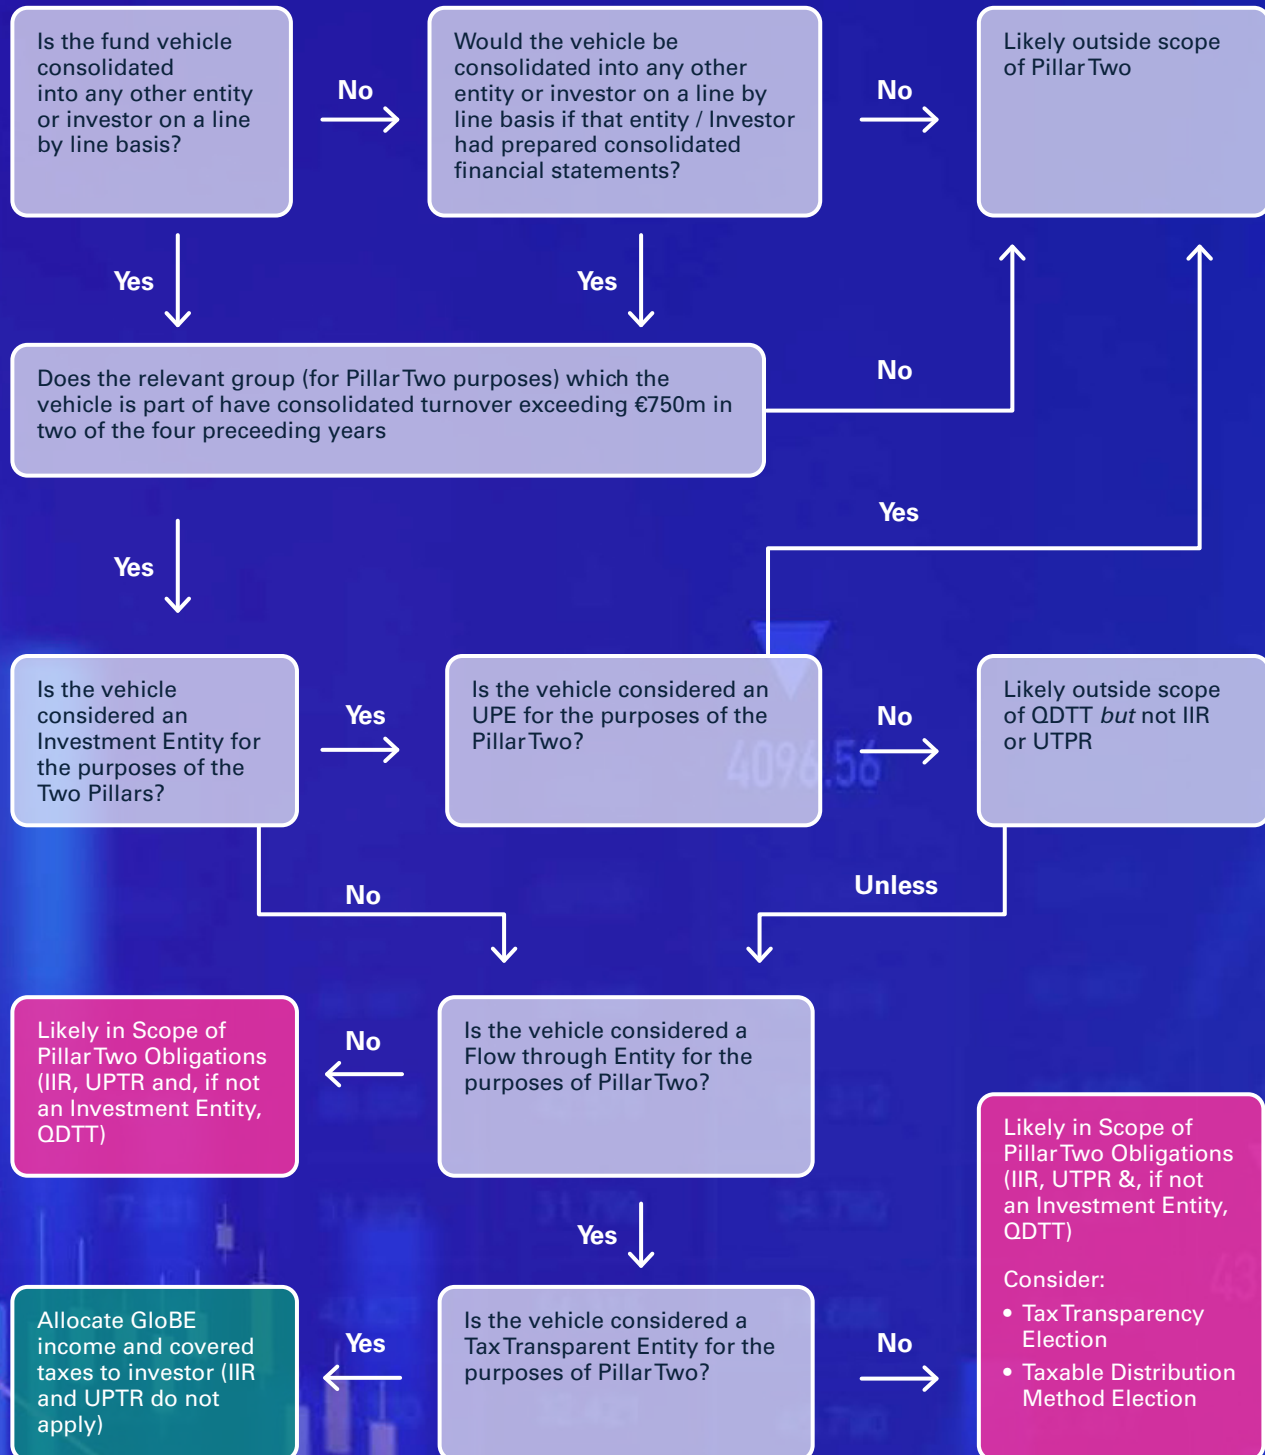 Is the fund vehicle
consolidated
into any other entity
or investor on a line
by line basis?
No
Would the vehicle be
consolidated into any other
entity or investor on a line by
line basis if that entity / Investor
had prepared consolidated
financial statements?
No
Likely outside scope
of Pillar Two
Yes
Yes
Does the relevant group (for Pillar Two purposes) which the
vehicle is part of have consolidated turnover exceeding €750m in
two of the four preceeding years
No
Yes
Yes
Is the vehicle
considered an
Investment Entity for
the purposes of the
Two Pillars?
Yes
Is the vehicle considered an
UPE for the purposes of the
Pillar Two?
4096.56
No
Likely outside scope
of QDTT but not IIR
or UTPR
No
Unless
Likely in Scope of
Pillar Two Obligations
(IIR, UPTR and, if not
an Investment Entity,
QDTT)
No
Is the vehicle considered a
Flow through Entity for the
purposes of Pillar Two?
Yes
Likely in Scope of
Pillar Two Obligations
(IIR, UTPR &, if not
an Investment Entity,
QDTT)
Consider:
• Tax Transparency
Election
• Taxable Distribution
Method Election
Allocate GloBE
income and covered
taxes to investor (IIR
and UPTR do not
apply)
Yes
Is the vehicle considered a
Tax Transparent Entity for the
purposes of Pillar Two?
No